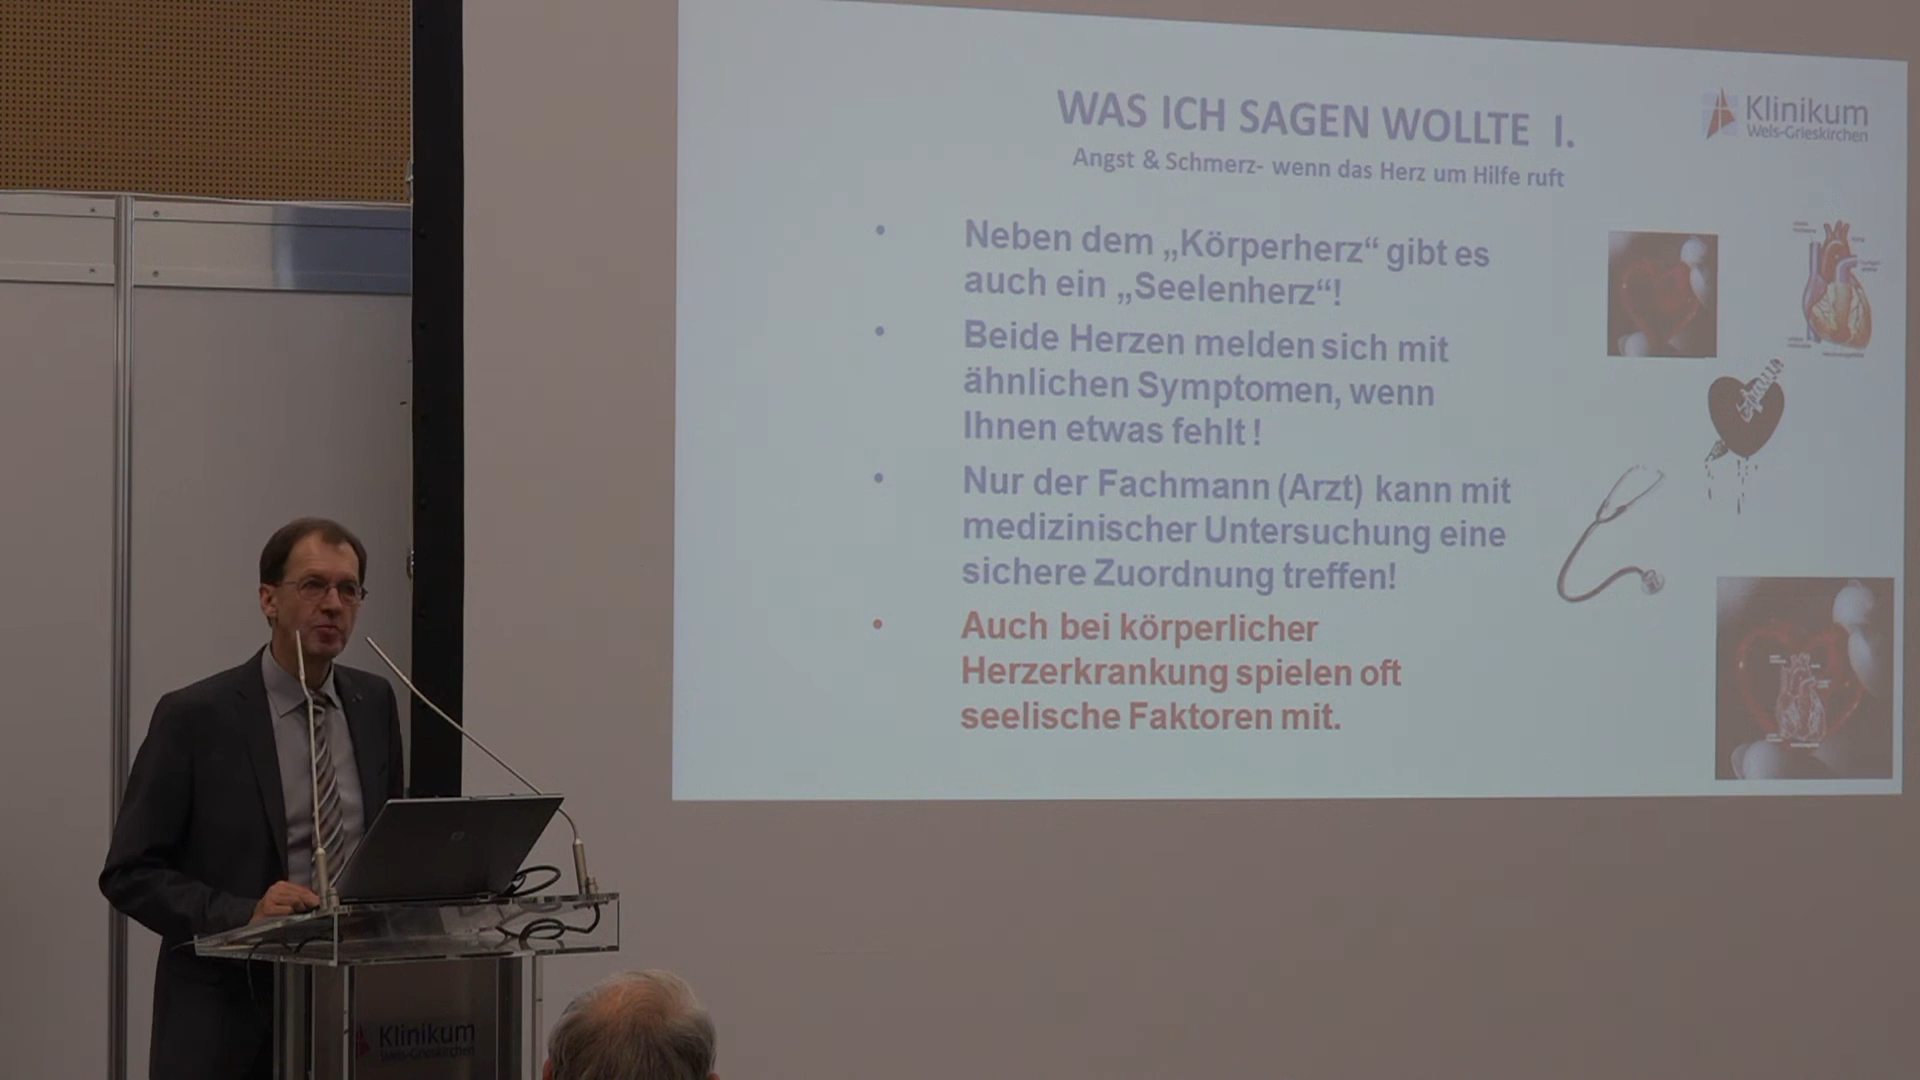 WAS ICH SAGEN WOLLTE I.
Angst & Schmerz- wenn das Herz um Hilfe ruft
Klinikum
Wels-Grieskirchen
• Neben dem „Körperherz“ gibt es
auch ein „Seelenherz“!
• Beide Herzen melden sich mit
ähnlichen Symptomen, wenn
Ihnen etwas fehlt !
• Nur der Fachmann (Arzt) kann mit
medizinischer Untersuchung eine
sichere Zuordnung treffen!
• Auch bei körperlicher
Herzerkrankung spielen oft
seelische Faktoren mit.
Klinikum
Wels-Grieskirchen